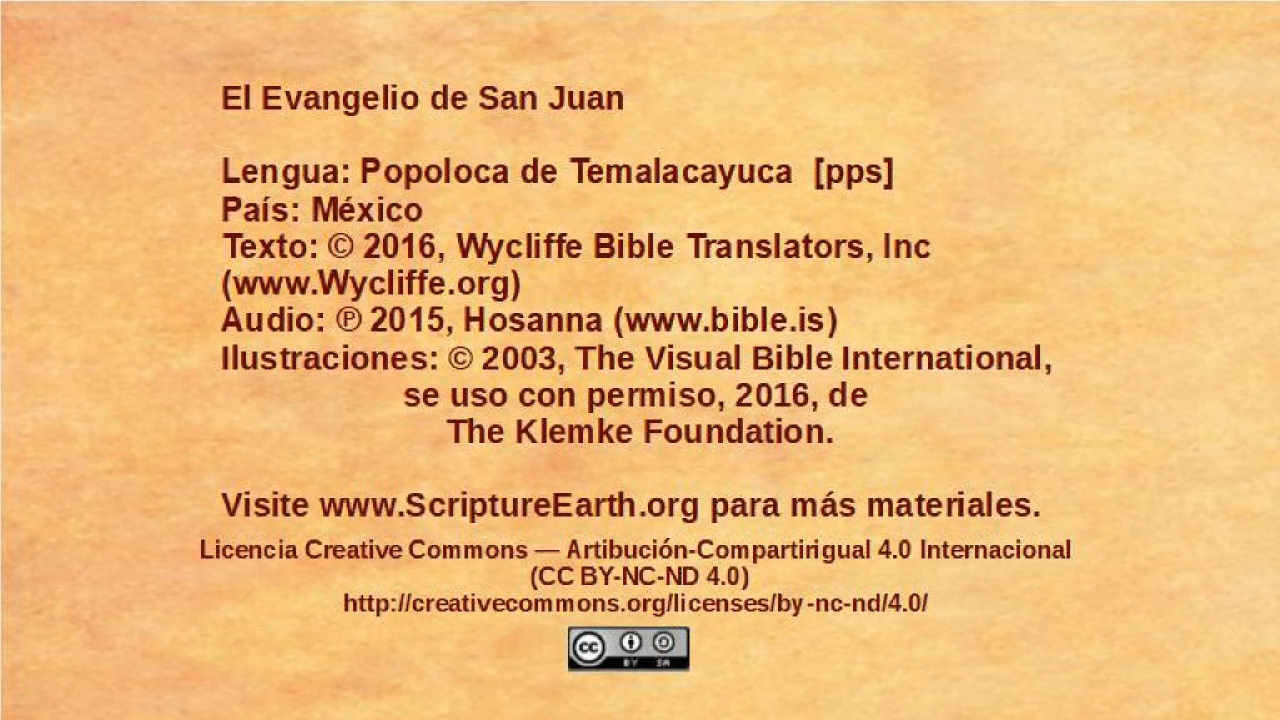 El Evangelio de San Juan
Lengua: Popoloca de Temalacayuca [pps]
País: México
Texto: © 2016, Wycliffe Bible Translators, Inc
(www.Wycliffe.org)
Audio: ℗ 2015, Hosanna (www.bible.is)
Ilustraciones: © 2003, The Visual Bible International,
se uso con permiso, 2016, de
The Klemke Foundation.
Visite www.ScriptureEarth.org para más materiales.
Licencia Creative Commons — Artibución-Compartirigual 4.0 Internacional
(CC BY-NC-ND 4.0)
http://creativecommons.org/licenses/by-nc-nd/4.0/
cc BY SA